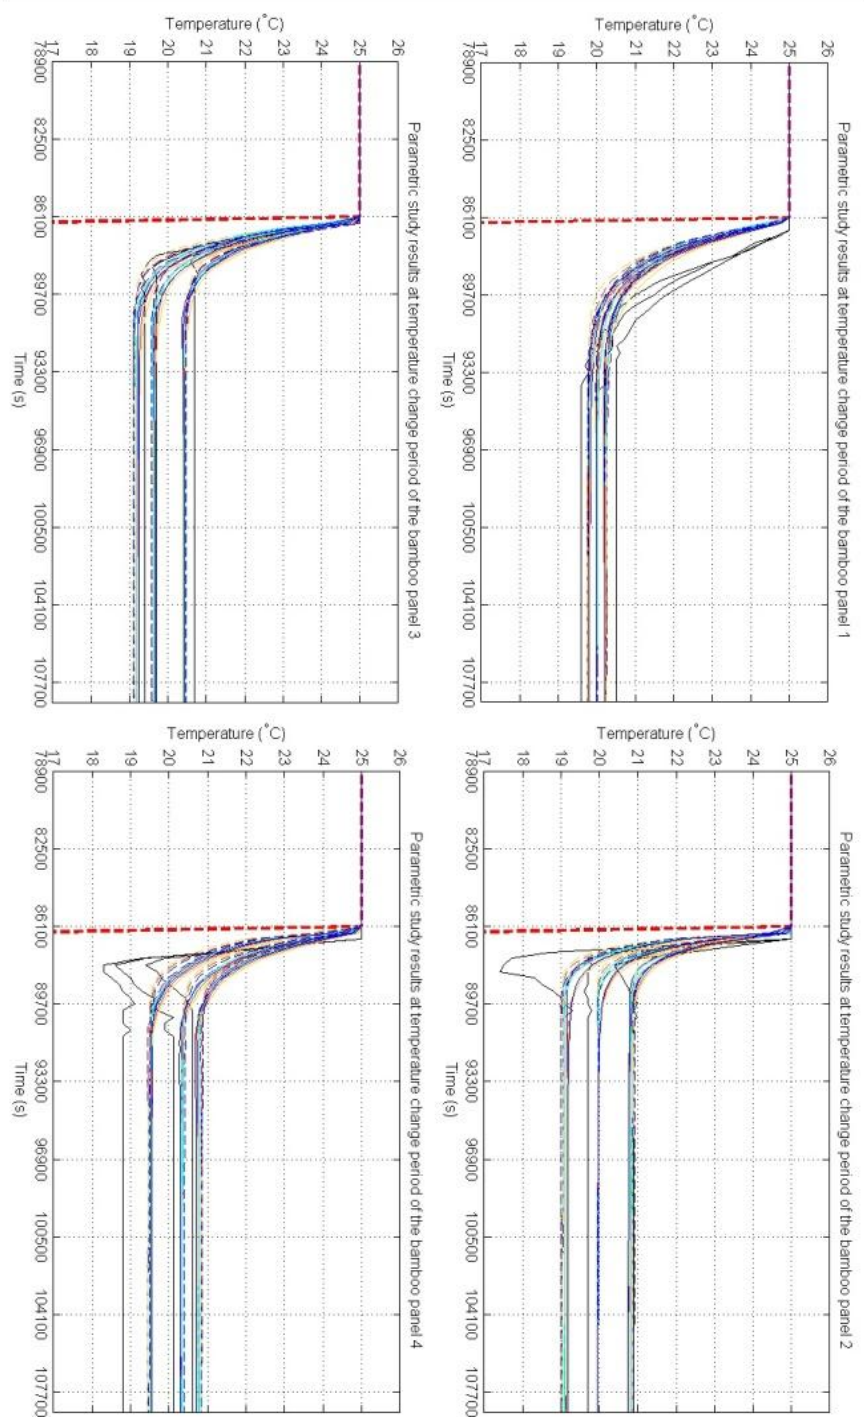 Parametric study results at temperature change period of the bamboo panel 1
26
25
24
23
22
21
20
19
18
17
Temperature (°C)
78900 82500 86100 89700 93300 96900 100500 104100 107700
Time (s)
Parametric study results at temperature change period of the bamboo panel 2
26
25
24
23
22
21
20
19
18
17
Temperature (°C)
78900 82500 86100 89700 93300 96900 100500 104100 107700
Time (s)
Parametric study results at temperature change period of the bamboo panel 3
26
25
24
23
22
21
20
19
18
17
Temperature (°C)
78900 82500 86100 89700 93300 96900 100500 104100 107700
Time (s)
Parametric study results at temperature change period of the bamboo panel 4
26
25
24
23
22
21
20
19
18
17
Temperature (°C)
78900 82500 86100 89700 93300 96900 100500 104100 107700
Time (s)